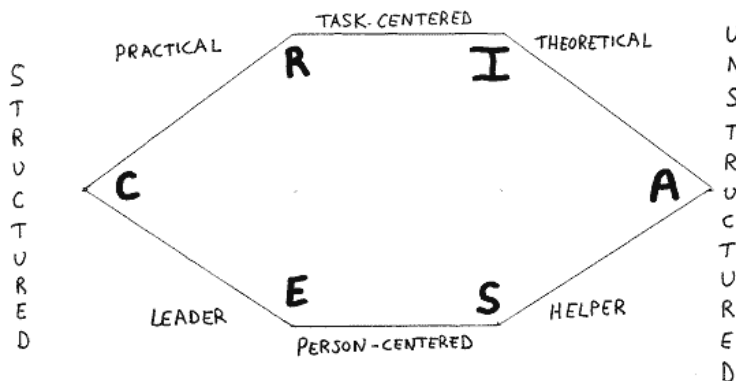 TASK-CENTERED
PRACTICAL
THEORETICAL
R
I
STRUCTURED
UNSTRUCTURED
C
A
E
S
LEADER
HELPER
PERSON-CENTERED